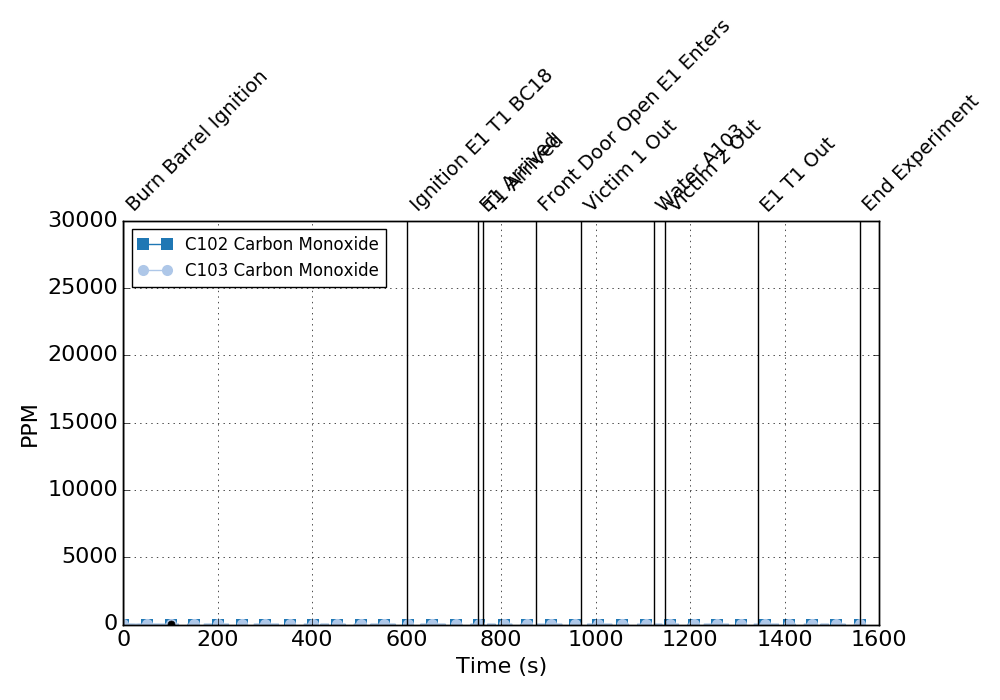 Burn Barrel Ignition
Ignition E1 T1 BC18
E1 Arrived
T1 Arrived
Front Door Open E1 Enters
Victim 1 Out
Water A103
Victim 2 Out
E1 T1 Out
End Experiment
30000
25000
20000
15000
10000
5000
0
PPM
C102 Carbon Monoxide
C103 Carbon Monoxide
0 200 400 600 800 1000 1200 1400 1600
Time (s)